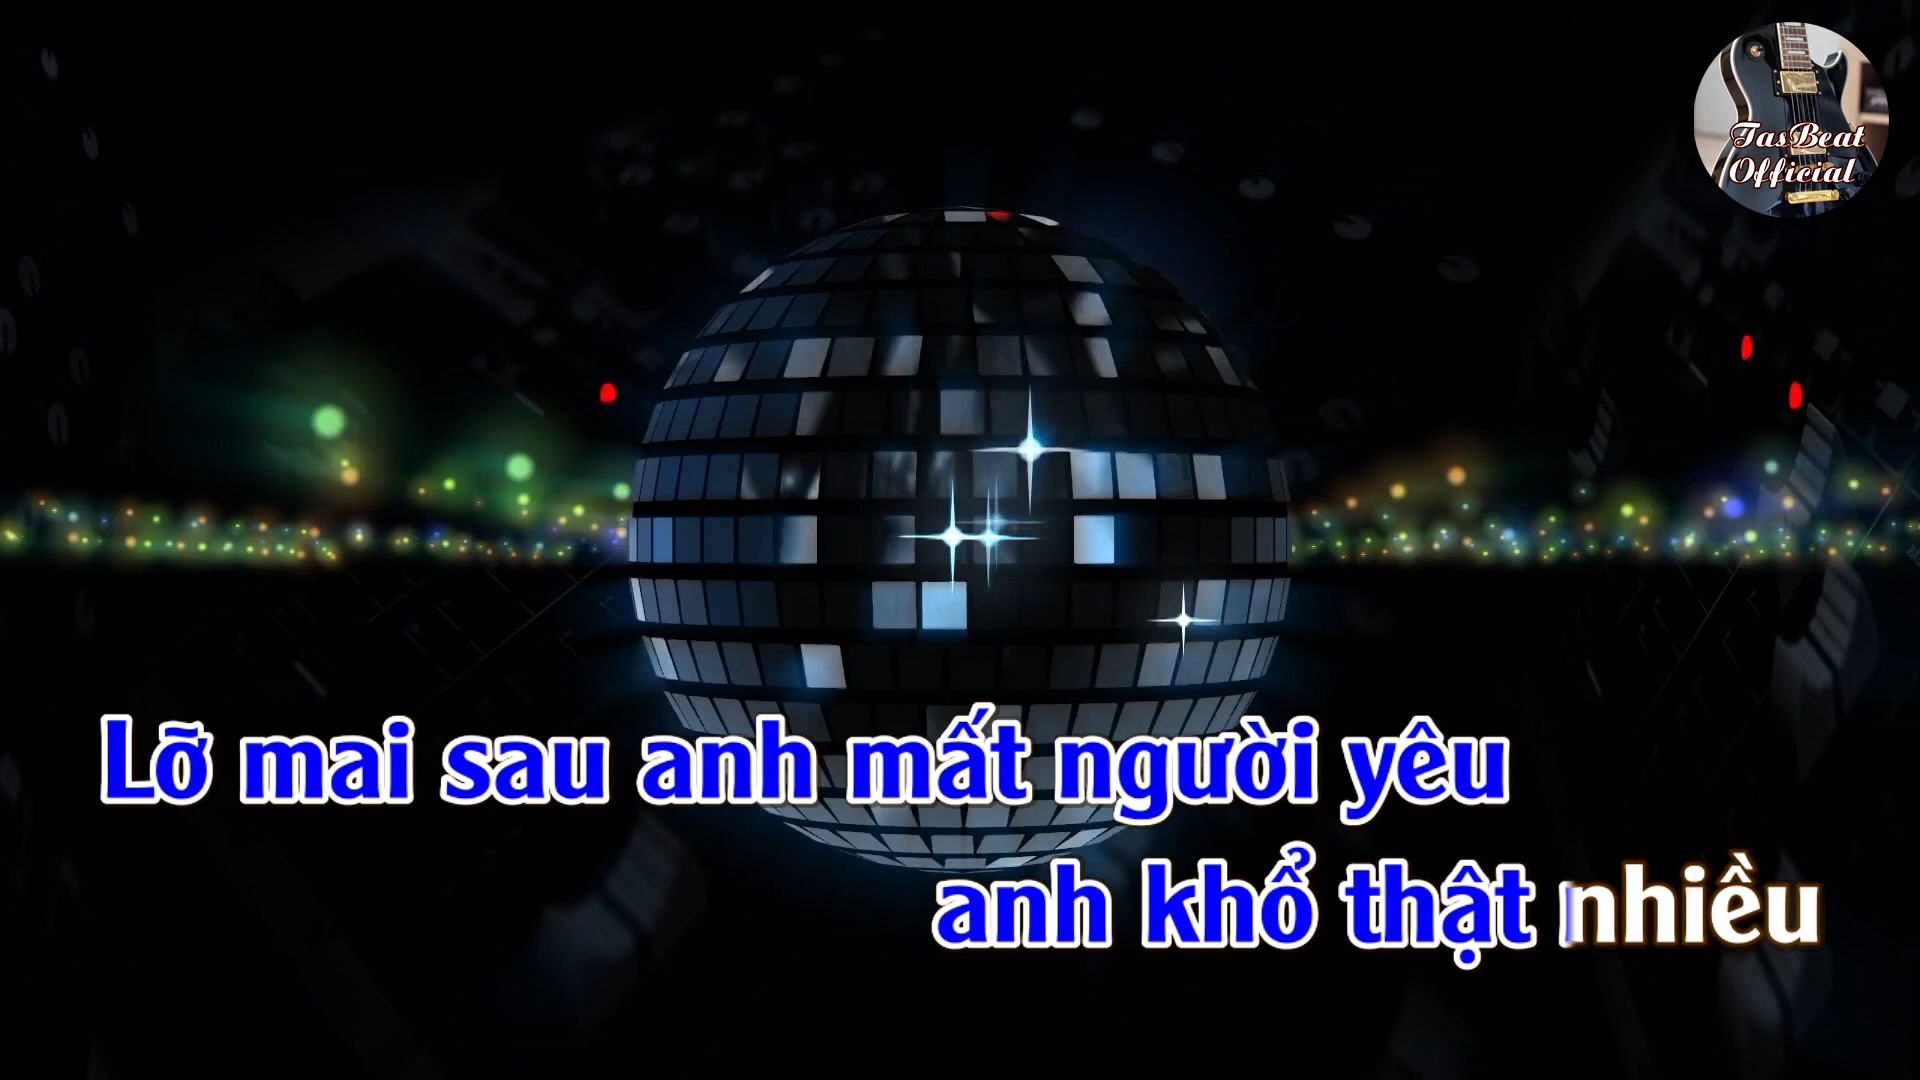 TasBeat
Official
Lỡ mai sau anh mất người yêu
anh khổ thật nhiều